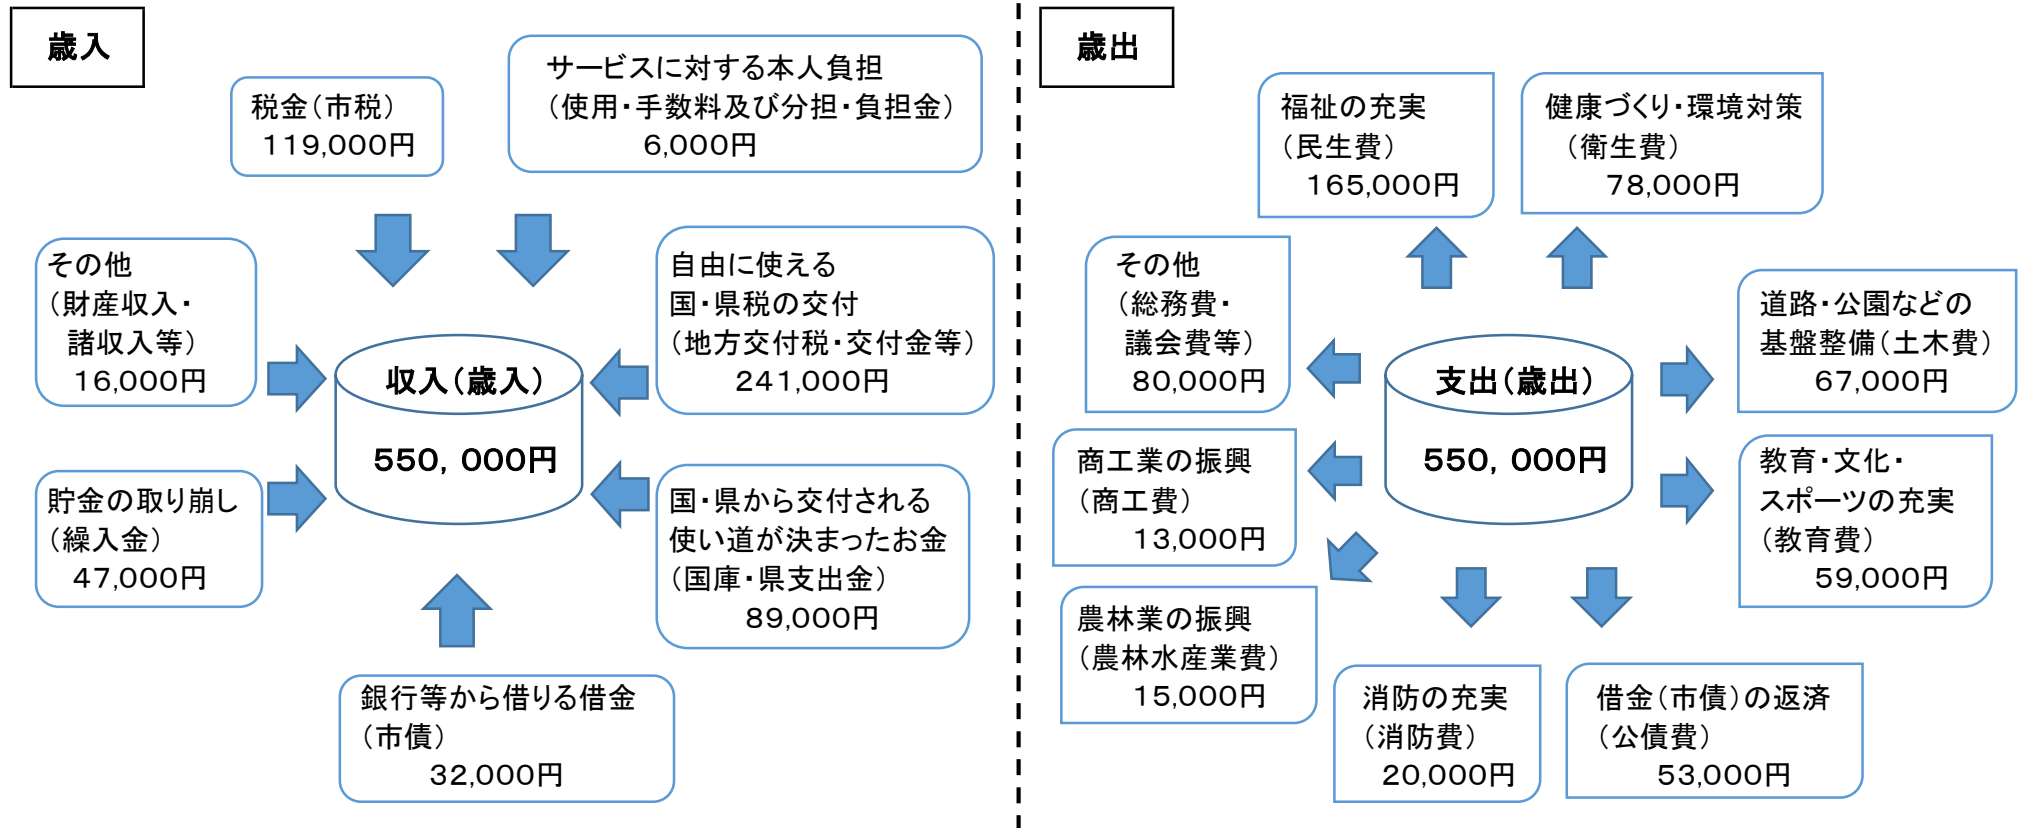 歳入
税金（市税）
119,000円
サービスに対する本人負担
（使用・手数料及び分担・負担金）
6,000円
その他
（財産収入・
諸収入等）
16,000円
自由に使える
国・県税の交付
（地方交付税・交付金等）
241,000円
収入（歳入）
550，000円
貯金の取り崩し
（繰入金）
47,000円
国・県から交付される
使い道が決まったお金
（国庫・県支出金）
89,000円
銀行等から借りる借金
（市債）
32,000円
歳出
福祉の充実
（民生費）
165,000円
健康づくり・環境対策
（衛生費）
78,000円
その他
（総務費・
議会費等）
80,000円
道路・公園などの
基盤整備（土木費）
67,000円
支出（歳出）
550，000円
商工業の振興
（商工費）
13,000円
教育・文化・
スポーツの充実
（教育費）
59,000円
農林業の振興
（農林水産業費）
15,000円
消防の充実
（消防費）
20,000円
借金（市債）の返済
（公債費）
53,000円